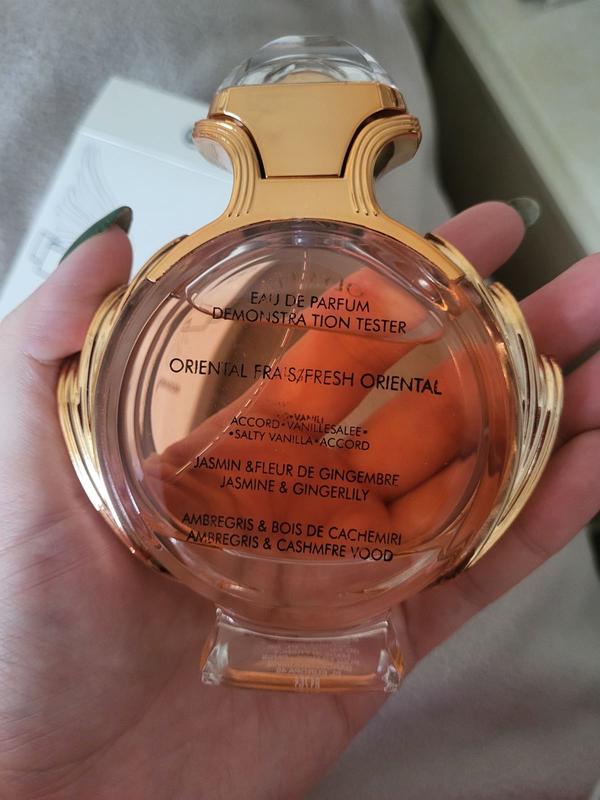 EAU DE PARFUM
DEMONSTRA TION TESTER
ORIENTAL FRAIS/FRESH ORIENTAL
ACCORD•VANILLESALEE•
•SALTY VANILLA•ACCORD
JASMIN &FLEUR DE GINGEMBRE
JASMINE & GINGERLILY
AMBREGRIS & BOIS DE CACHEMIRI
AMBREGRIS & CASHMFRE VOOD